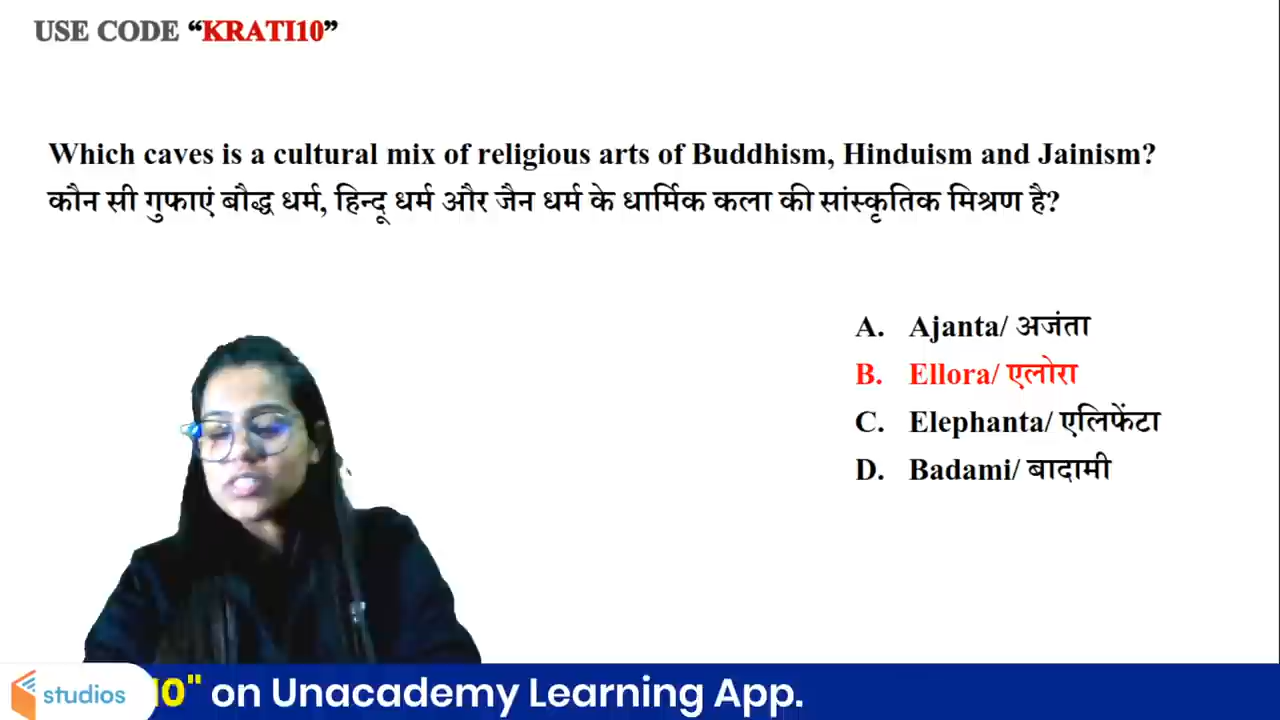 USE CODE “KRATI10”
Which caves is a cultural mix of religious arts of Buddhism, Hinduism and Jainism?
कौन सी गुफाएं बौद्ध धर्म, हिन्दू धर्म और जैन धर्म के धार्मिक कला की सांस्कृतिक मिश्रण है?
A. Ajanta/ अजंता
B. Ellora/ एलोरा
C. Elephanta/ एलिफेंटा
D. Badami/ बादामी
studios 10" on Unacademy Learning App.